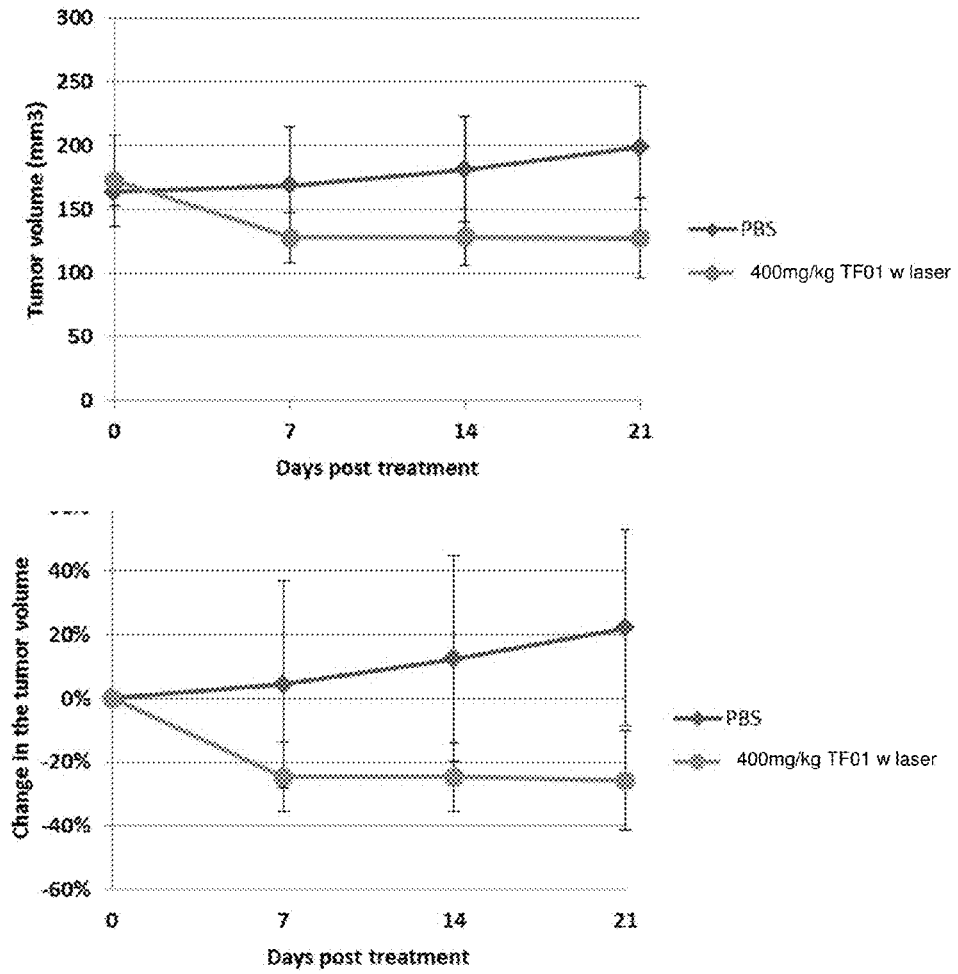 300
250
200
150
100
50
0
Tumor volume (mm3)
0 7 14 21
Days post treatment
PBS
400mg/kg TF01 w laser
40%
20%
0%
-20%
-40%
-60%
Change in the tumor volume
0 7 14 21
Days post treatment
PBS
400mg/kg TF01 w laser